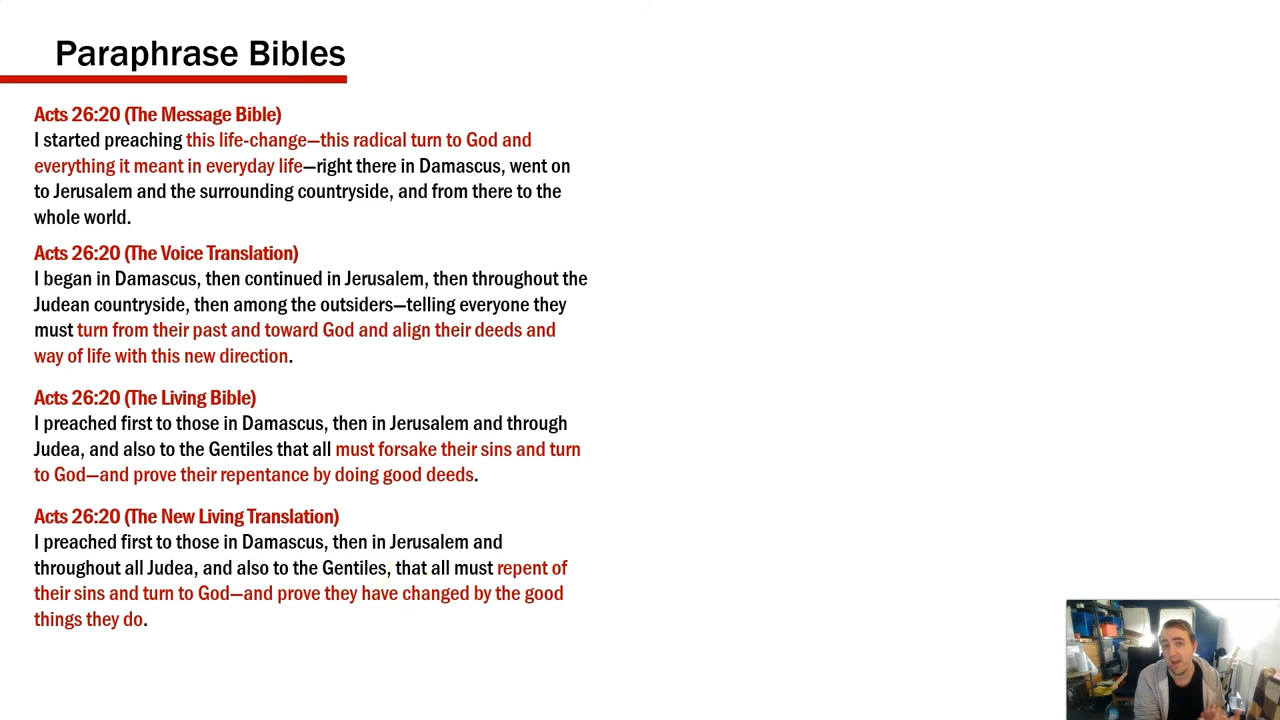 Paraphrase Bibles
Acts 26:20 (The Message Bible)
I started preaching this life-change—this radical turn to God and
everything it meant in everyday life—right there in Damascus, went on
to Jerusalem and the surrounding countryside, and from there to the
whole world.
Acts 26:20 (The Voice Translation)
I began in Damascus, then continued in Jerusalem, then throughout the
Judean countryside, then among the outsiders—telling everyone they
must turn from their past and toward God and align their deeds and
way of life with this new direction.
Acts 26:20 (The Living Bible)
I preached first to those in Damascus, then in Jerusalem and through
Judea, and also to the Gentiles that all must forsake their sins and turn
to God—and prove their repentance by doing good deeds.
Acts 26:20 (The New Living Translation)
I preached first to those in Damascus, then in Jerusalem and
throughout all Judea, and also to the Gentiles, that all must repent of
their sins and turn to God—and prove they have changed by the good
things they do.